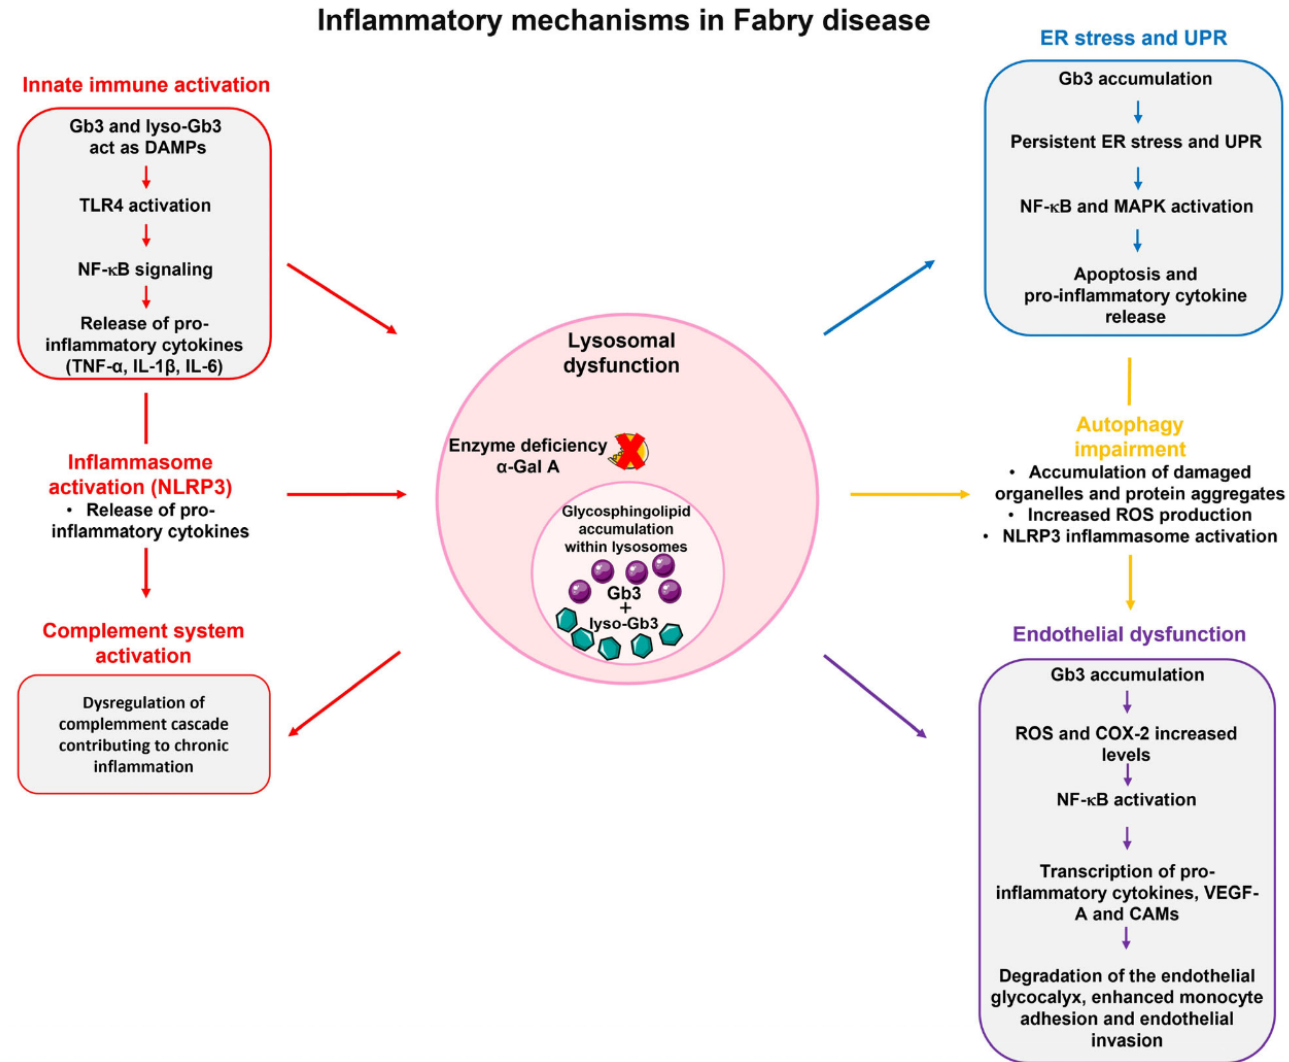 Inflammatory mechanisms in Fabry disease
Innate immune activation
Gb3 and lyso-Gb3
act as DAMPs
TLR4 activation
NF-κB signaling
Release of pro-
inflammatory cytokines
(TNF-α, IL-1β, IL-6)
Inflammasome
activation (NLRP3)
• Release of pro-
inflammatory cytokines
Complement system
activation
Dysregulation of
complemment cascade
contributing to chronic
inflammation
Lysosomal
dysfunction
Enzyme deficiency
α-Gal A
Glycosphingolipid
accumulation
within lysosomes
Gb3
+
lyso-Gb3
ER stress and UPR
Gb3 accumulation
Persistent ER stress and UPR
NF-κB and MAPK activation
Apoptosis and
pro-inflammatory cytokine
release
Autophagy
impairment
• Accumulation of damaged
organelles and protein aggregates
• Increased ROS production
• NLRP3 inflammasome activation
Endothelial dysfunction
Gb3 accumulation
ROS and COX-2 increased
levels
NF-κB activation
Transcription of pro-
inflammatory cytokines, VEGF-
A and CAMs
Degradation of the endothelial
glycocalyx, enhanced monocyte
adhesion and endothelial
invasion